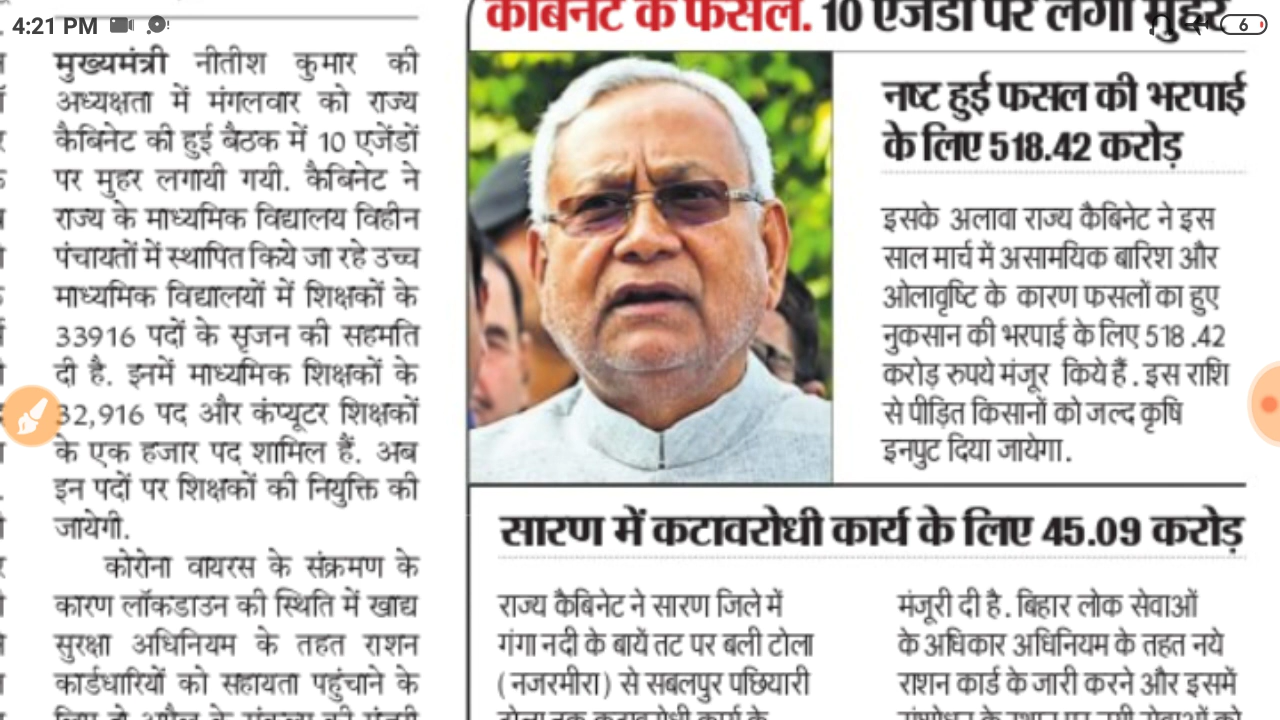 4:21 PM
6
कैबिनेट के फैसले. 10 एजेंडों पर लगी मुहर
मुख्यमंत्री नीतीश कुमार की
अध्यक्षता में मंगलवार को राज्य
कैबिनेट की हुई बैठक में 10 एजेंडों
पर मुहर लगायी गयी. कैबिनेट ने
राज्य के माध्यमिक विद्यालय विहीन
पंचायतों में स्थापित किये जा रहे उच्च
माध्यमिक विद्यालयों में शिक्षकों के
33916 पदों के सृजन की सहमति
दी है. इनमें माध्यमिक शिक्षकों के
32,916 पद और कंप्यूटर शिक्षकों
के एक हजार पद शामिल हैं. अब
इन पदों पर शिक्षकों की नियुक्ति की
जायेगी.
कोरोना वायरस के संक्रमण के
कारण लॉकडाउन की स्थिति में खाद्य
सुरक्षा अधिनियम के तहत राशन
कार्डधारियों को सहायता पहुंचाने के
नष्ट हुई फसल की भरपाई
के लिए 518.42 करोड़
इसके अलावा राज्य कैबिनेट ने इस
साल मार्च में असामयिक बारिश और
ओलावृष्टि के कारण फसलों का हुए
नुकसान की भरपाई के लिए 518.42
करोड़ रुपये मंजूर किये हैं. इस राशि
से पीड़ित किसानों को जल्द कृषि
इनपुट दिया जायेगा.
सारण में कटावरोधी कार्य के लिए 45.09 करोड़
राज्य कैबिनेट ने सारण जिले में
गंगा नदी के बायें तट पर बली टोला
(नजरमीरा) से सबलपुर पछियारी
मंजूरी दी है. बिहार लोक सेवाओं
के अधिकार अधिनियम के तहत नये
राशन कार्ड के जारी करने और इसमें